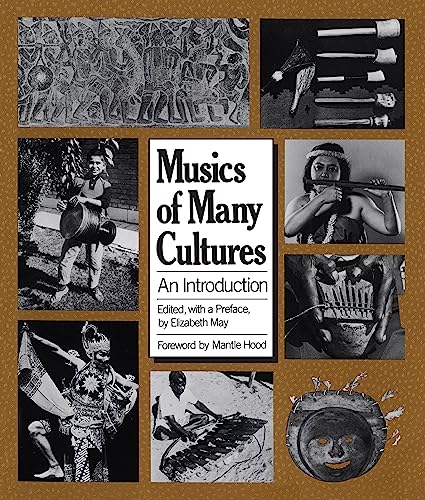 Musics
of Many
Cultures
An Introduction
Edited, with a Preface,
by Elizabeth May
Foreword by Mantle Hood